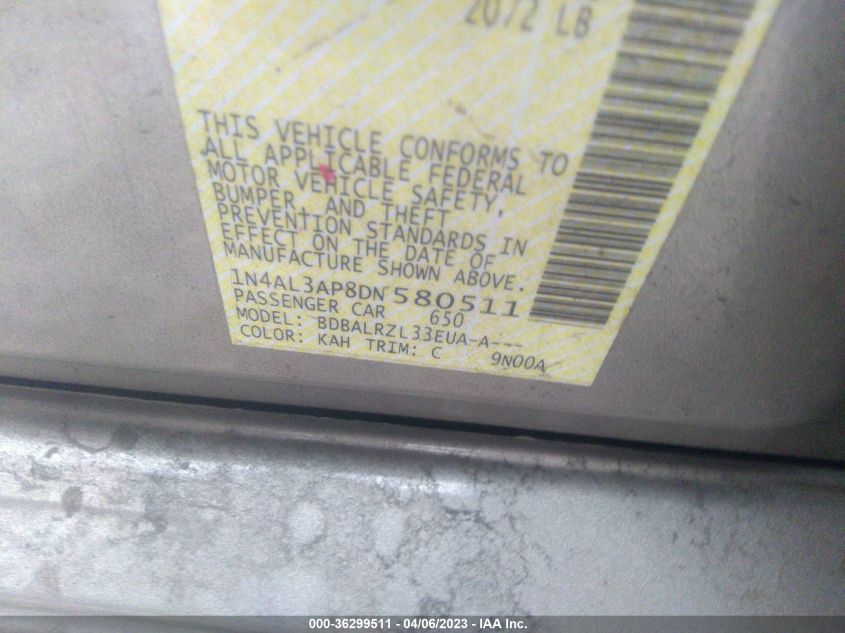 2072 LB
THIS VEHICLE CONFORMS TO
ALL APPLICABLE FEDERAL
MOTOR VEHICLE SAFETY,
BUMPER, AND THEFT
PREVENTION STANDARDS IN
EFFECT ON THE DATE OF
MANUFACTURE SHOWN ABOVE.
1N4AL3AP8DN580511
PASSENGER CAR 650
MODEL: BDBALRZL33EUA-A---
COLOR: KAH TRIM: C 9N00A
000-36299511 - 04/06/2023 - IAA Inc.